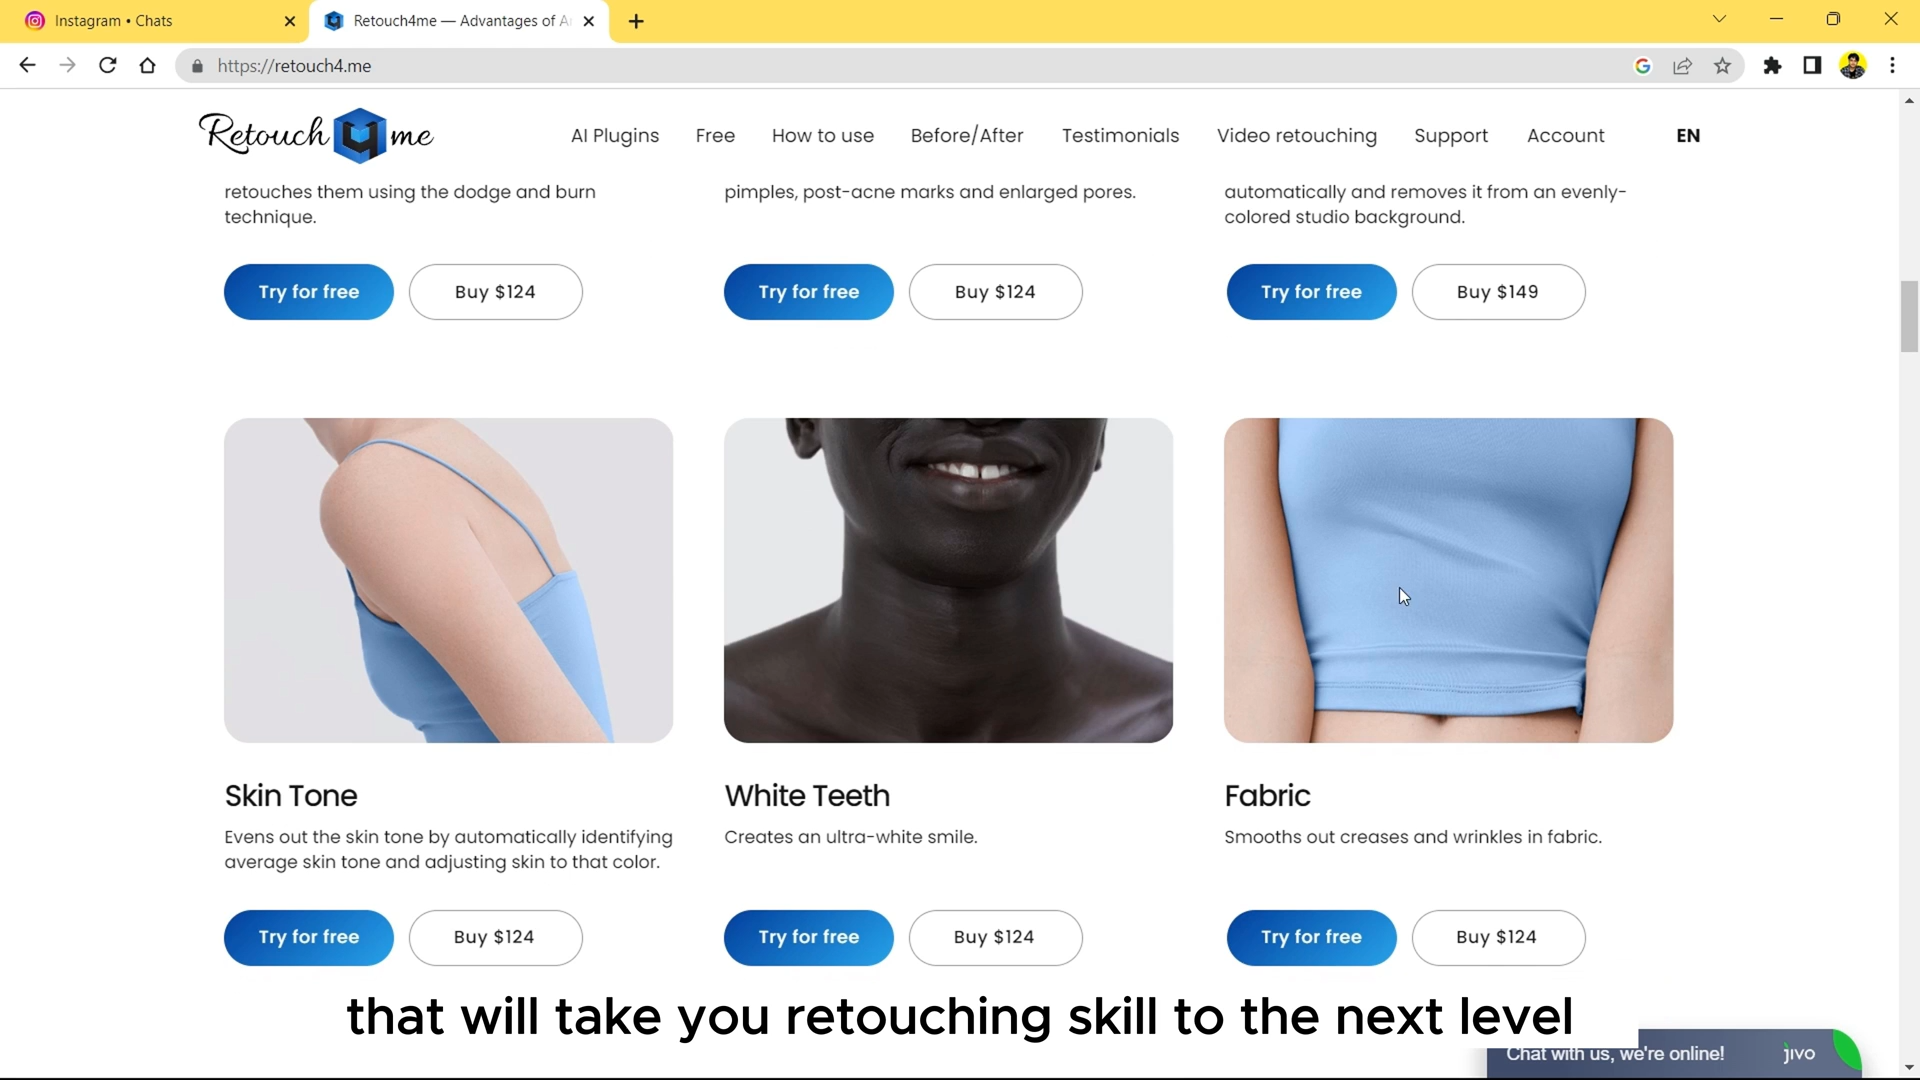 Instagram • Chats
Retouch4me — Advantages of A
https://retouch4.me
Retouch 4 me
AI Plugins
Free
How to use
Before/After
Testimonials
Video retouching
Support
Account
EN
retouches them using the dodge and burn
technique.
pimples, post-acne marks and enlarged pores.
automatically and removes it from an evenly-
colored studio background.
Try for free
Buy $124
Try for free
Buy $124
Try for free
Buy $149
Skin Tone
Evens out the skin tone by automatically identifying
average skin tone and adjusting skin to that color.
White Teeth
Creates an ultra-white smile.
Fabric
Smooths out creases and wrinkles in fabric.
Try for free
Buy $124
Try for free
Buy $124
Try for free
Buy $124
that will take you retouching skill to the next level
Chat with us, we're online!
jivo